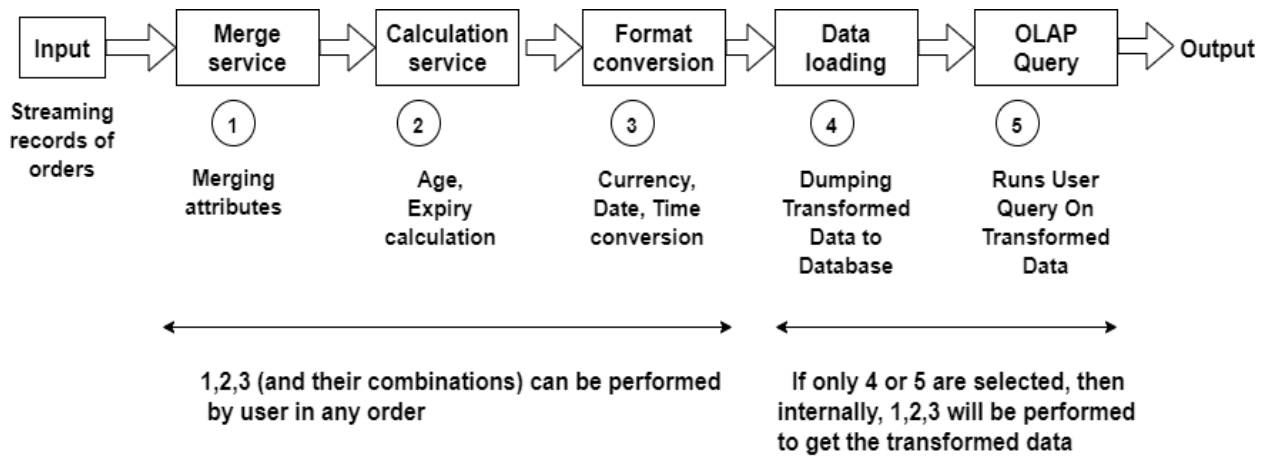 Input
Merge
service
Calculation
service
Format
conversion
Data
loading
OLAP
Query
Output
Streaming
records of
orders
1
Merging
attributes
2
Age,
Expiry
calculation
3
Currency,
Date, Time
conversion
4
Dumping
Transformed
Data to
Database
5
Runs User
Query On
Transformed
Data
1,2,3 (and their combinations) can be performed
by user in any order
If only 4 or 5 are selected, then
internally, 1,2,3 will be performed
to get the transformed data